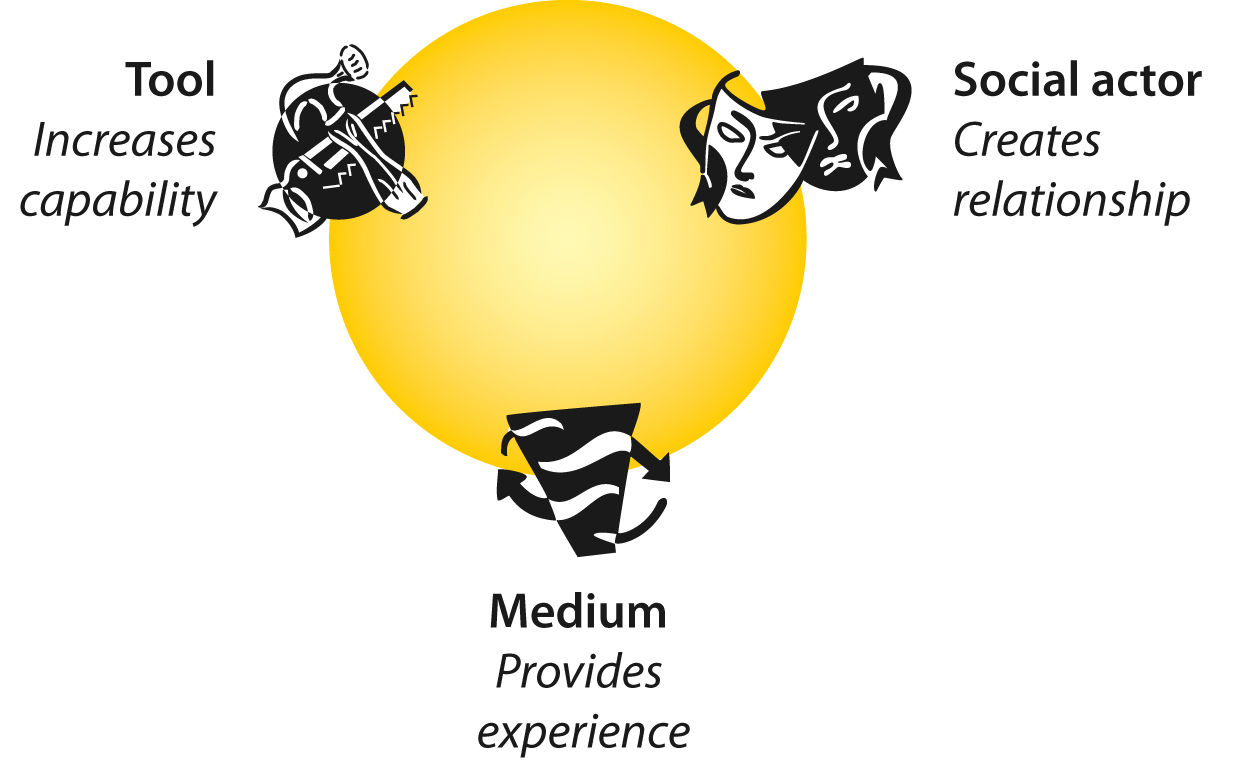 Tool
Increases
capability
Social actor
Creates
relationship
Medium
Provides
experience